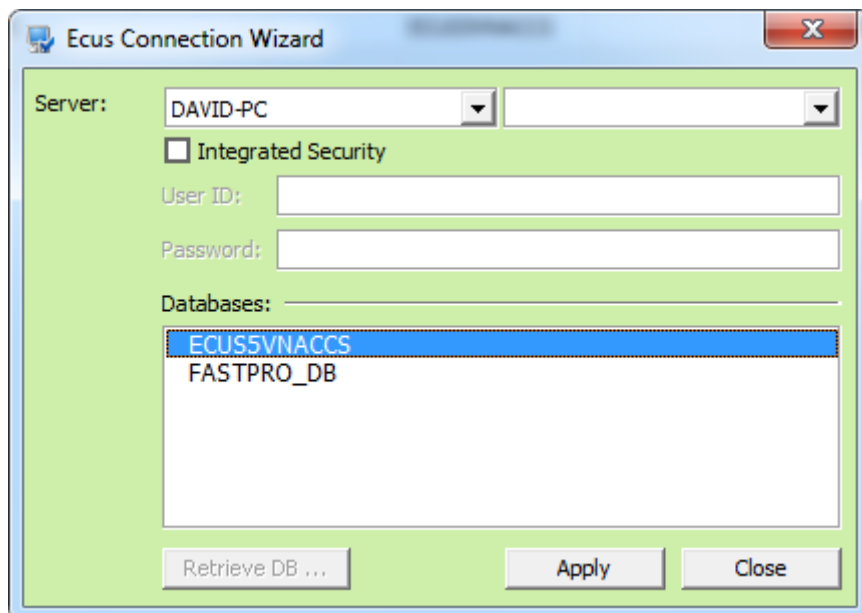 Ecus Connection Wizard
Server: DAVID-PC
Integrated Security
User ID:
Password:
Databases:
ECUS5VNACCS
FASTPRO_DB
Retrieve DB ... Apply Close